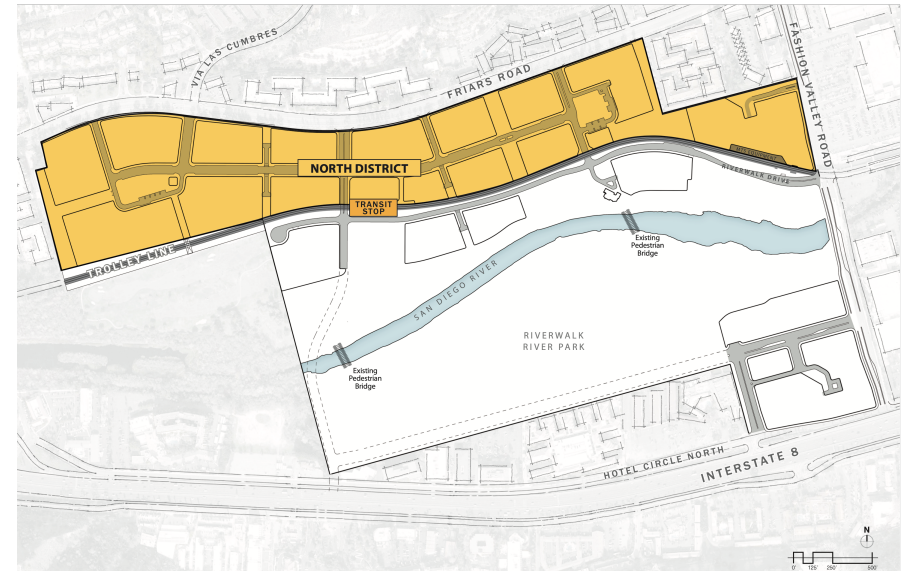 VIA LAS CUMBRES
FRIARS ROAD
FASHION VALLEY ROAD
NORTH DISTRICT
RIVERWALK DRIVE
TRANSIT
STOP
TROLLEY LINE
Existing
Pedestrian
Bridge
SAN DIEGO RIVER
RIVERWALK
RIVER PARK
Existing
Pedestrian
Bridge
HOTEL CIRCLE NORTH
INTERSTATE 8
N
0' 125' 250' 500'